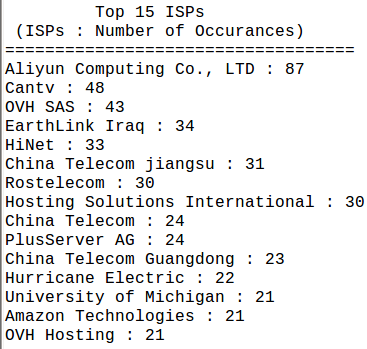 Top 15 ISPs
(ISPs : Number of Occurances)
===================================
Aliyun Computing Co., LTD : 87
Cantv : 48
OVH SAS : 43
EarthLink Iraq : 34
HiNet : 33
China Telecom jiangsu : 31
Rostelecom : 30
Hosting Solutions International : 30
China Telecom : 24
PlusServer AG : 24
China Telecom Guangdong : 23
Hurricane Electric : 22
University of Michigan : 21
Amazon Technologies : 21
OVH Hosting : 21